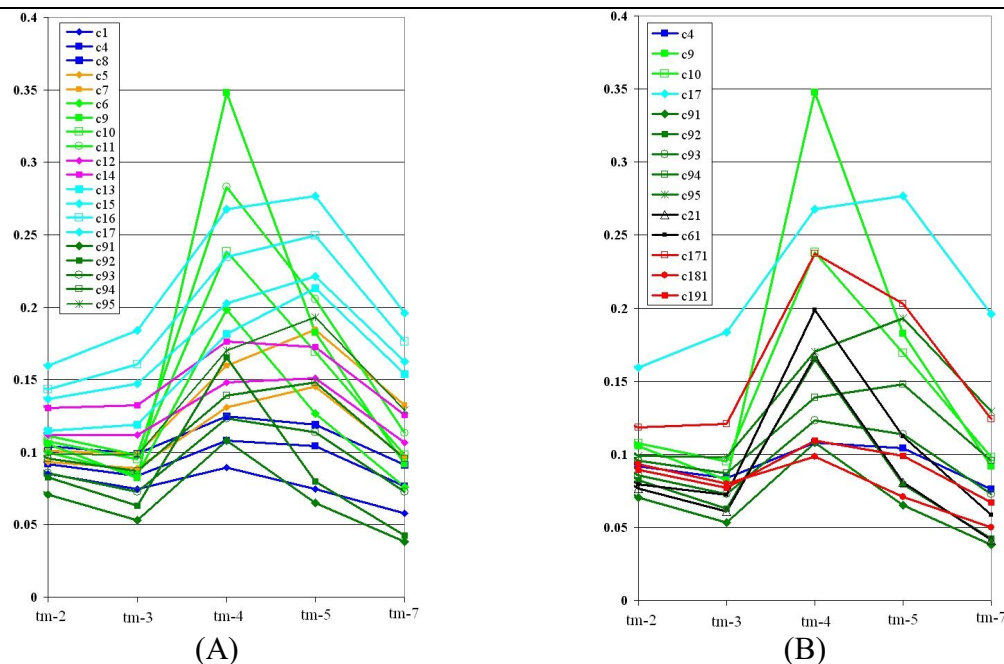 0.4
0.35
0.3
0.25
0.2
0.15
0.1
0.05
0
c1
c4
c8
c5
c7
c6
c9
c10
c11
c12
c14
c13
c15
c16
c17
c91
c92
c93
c94
c95
tm-2 tm-3 tm-4 tm-5 tm-7
(A)
0.4
0.35
0.3
0.25
0.2
0.15
0.1
0.05
0
c4
c9
c10
c17
c91
c92
c93
c94
c95
c21
c61
c171
c181
c191
tm-2 tm-3 tm-4 tm-5 tm-7
(B)